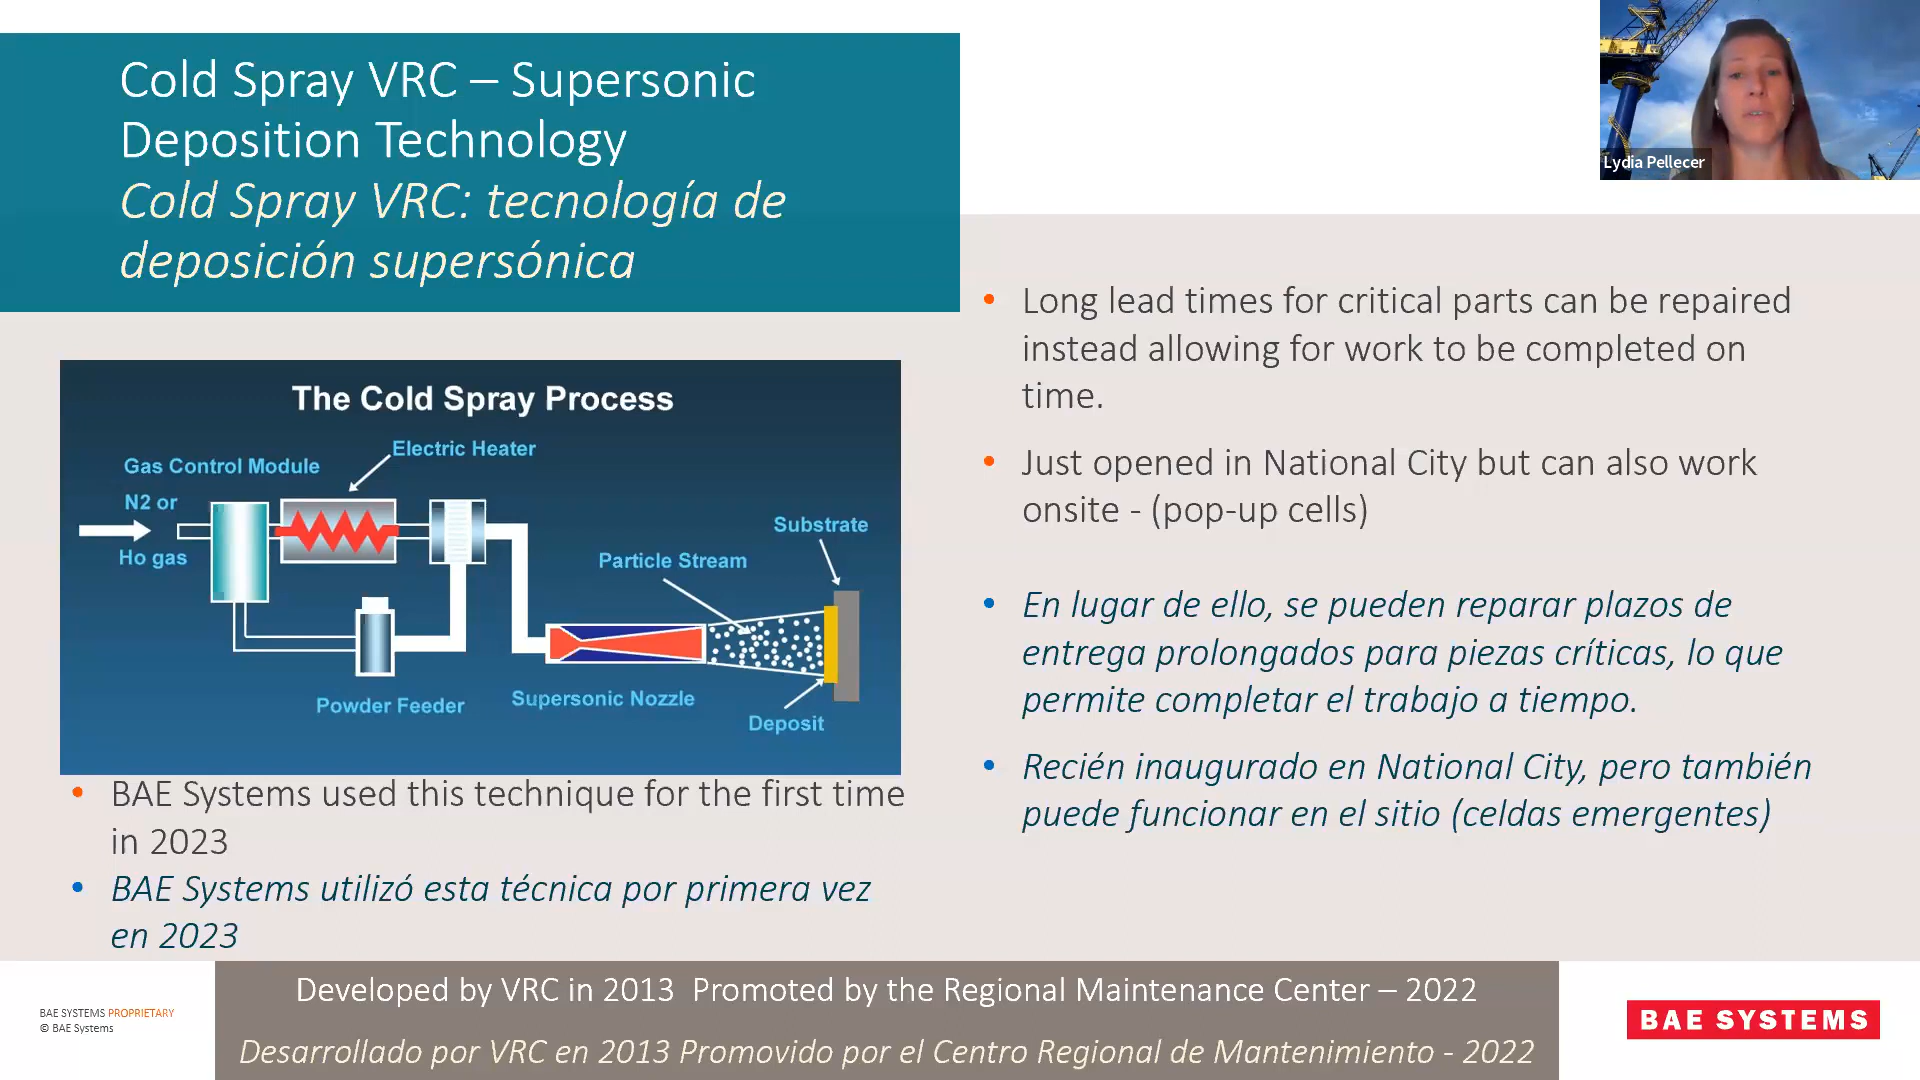 Cold Spray VRC – Supersonic
Deposition Technology
Cold Spray VRC: tecnología de
deposición supersónica
Lydia Pellecer
The Cold Spray Process
Electric Heater
Gas Control Module
N2 or
Ho gas
Substrate
Particle Stream
Powder Feeder
Supersonic Nozzle
Deposit
• BAE Systems used this technique for the first time
in 2023
• BAE Systems utilizó esta técnica por primera vez
en 2023
• Long lead times for critical parts can be repaired
instead allowing for work to be completed on
time.
• Just opened in National City but can also work
onsite - (pop-up cells)
• En lugar de ello, se pueden reparar plazos de
entrega prolongados para piezas críticas, lo que
permite completar el trabajo a tiempo.
• Recién inaugurado en National City, pero también
puede funcionar en el sitio (celdas emergentes)
BAE SYSTEMS PROPRIETARY
© BAE Systems
Developed by VRC in 2013 Promoted by the Regional Maintenance Center – 2022
Desarrollado por VRC en 2013 Promovido por el Centro Regional de Mantenimiento - 2022
BAE SYSTEMS